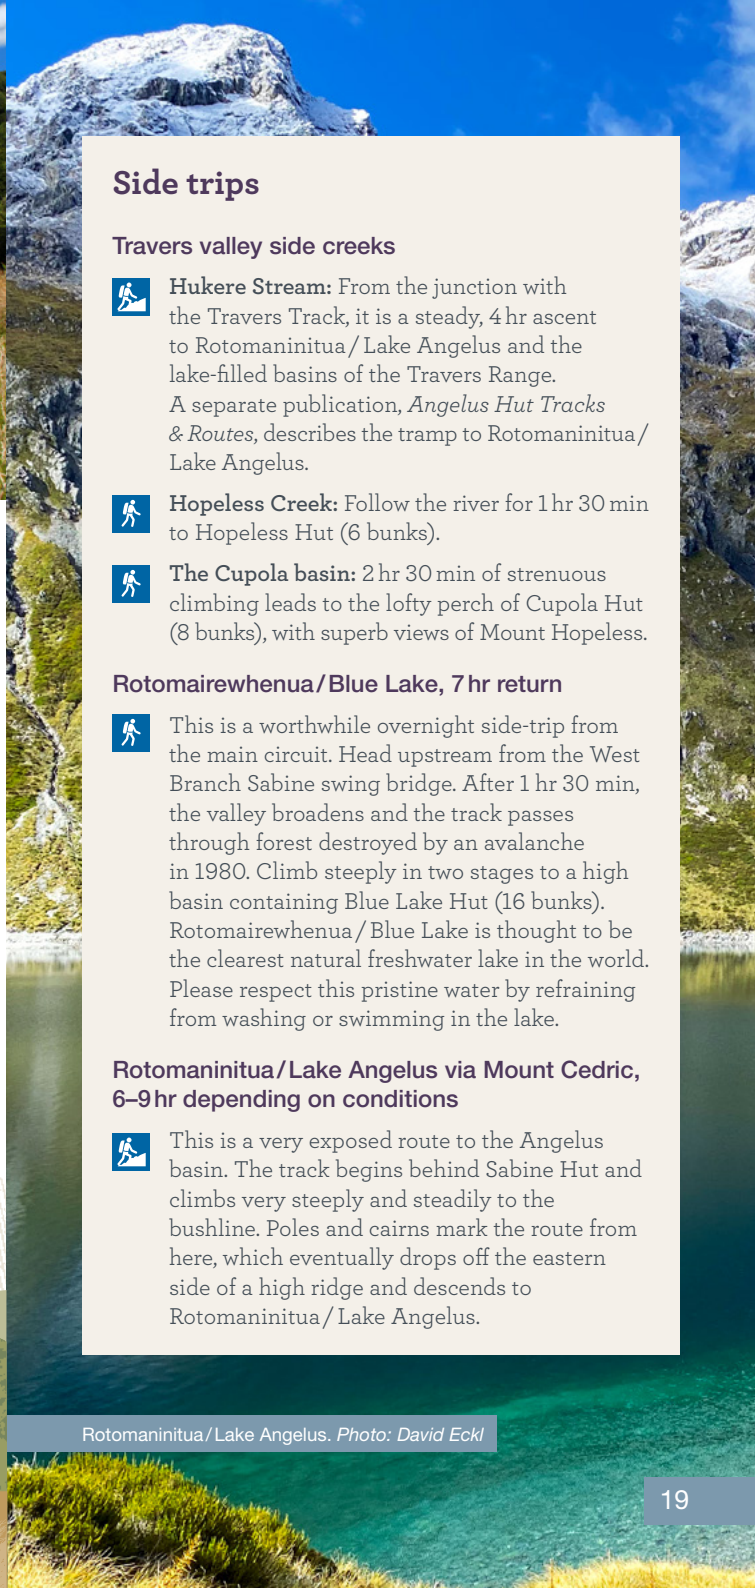 Side trips
Travers valley side creeks
Hukere Stream: From the junction with
the Travers Track, it is a steady, 4 hr ascent
to Rotomaninitua / Lake Angelus and the
lake-filled basins of the Travers Range.
A separate publication, Angelus Hut Tracks
& Routes, describes the tramp to Rotomaninitua /
Lake Angelus.
Hopeless Creek: Follow the river for 1 hr 30 min
to Hopeless Hut (6 bunks).
The Cupola basin: 2 hr 30 min of strenuous
climbing leads to the lofty perch of Cupola Hut
(8 bunks), with superb views of Mount Hopeless.
Rotomairewhenua / Blue Lake, 7 hr return
This is a worthwhile overnight side-trip from
the main circuit. Head upstream from the West
Branch Sabine swing bridge. After 1 hr 30 min,
the valley broadens and the track passes
through forest destroyed by an avalanche
in 1980. Climb steeply in two stages to a high
basin containing Blue Lake Hut (16 bunks).
Rotomairewhenua / Blue Lake is thought to be
the clearest natural freshwater lake in the world.
Please respect this pristine water by refraining
from washing or swimming in the lake.
Rotomaninitua / Lake Angelus via Mount Cedric,
6–9 hr depending on conditions
This is a very exposed route to the Angelus
basin. The track begins behind Sabine Hut and
climbs very steeply and steadily to the
bushline. Poles and cairns mark the route from
here, which eventually drops off the eastern
side of a high ridge and descends to
Rotomaninitua / Lake Angelus.
Rotomaninitua / Lake Angelus. Photo: David Eckl
19